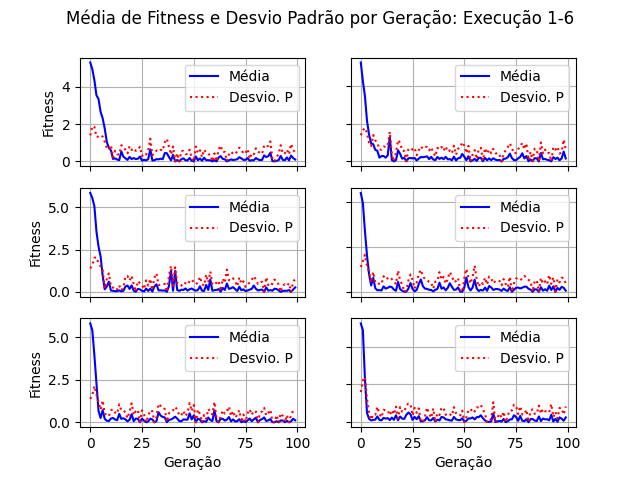 Média de Fitness e Desvio Padrão por Geração: Execução 1-6
Fitness
4
2
0
Média
Desvio. P
Média
Desvio. P
Fitness
5.0
2.5
0.0
Média
Desvio. P
Média
Desvio. P
Fitness
5.0
2.5
0.0
Média
Desvio. P
Média
Desvio. P
0 25 50 75 100
0 25 50 75 100
Geração
Geração